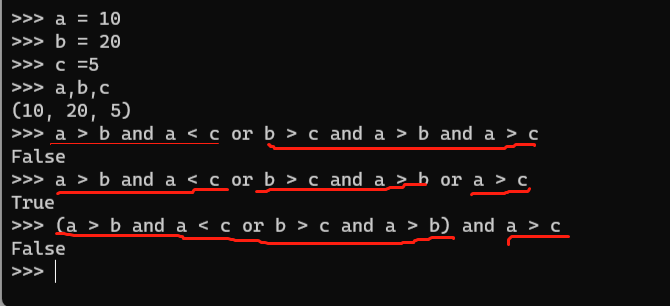 >>> a = 10
>>> b = 20
>>> c =5
>>> a,b,c
(10, 20, 5)
>>> a > b and a < c or b > c and a > b and a > c
False
>>> a > b and a < c or b > c and a > b or a > c
True
>>> (a > b and a < c or b > c and a > b) and a > c
False
>>>